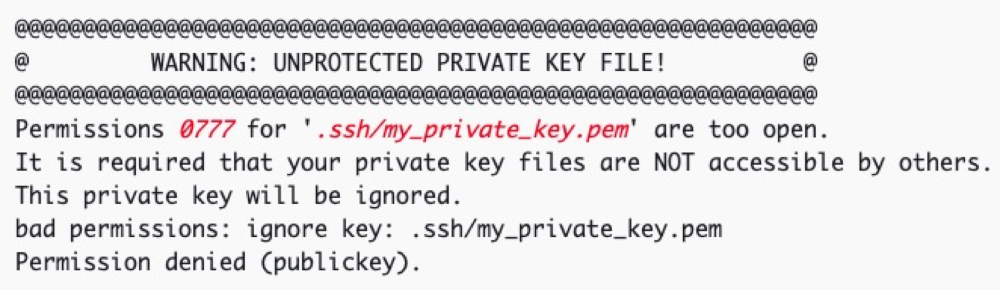 @@@@@@@@@@@@@@@@@@@@@@@@@@@@@@@@@@@@@@@@@@@@@@@@@@@@@@@@@@@
@         WARNING: UNPROTECTED PRIVATE KEY FILE!          @
@@@@@@@@@@@@@@@@@@@@@@@@@@@@@@@@@@@@@@@@@@@@@@@@@@@@@@@@@@@
Permissions 0777 for '.ssh/my_private_key.pem' are too open.
It is required that your private key files are NOT accessible by others.
This private key will be ignored.
bad permissions: ignore key: .ssh/my_private_key.pem
Permission denied (publickey).